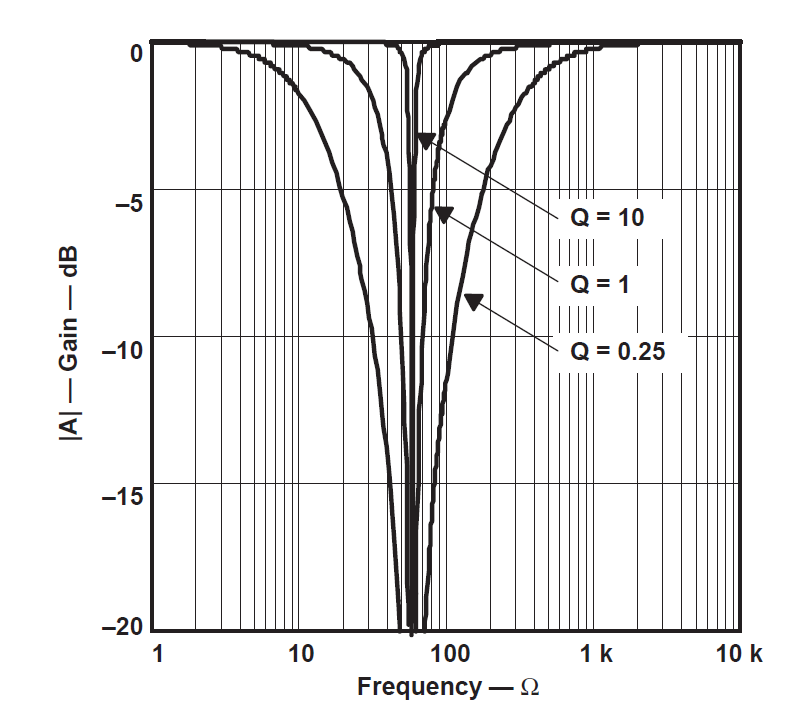 0
–5
–10
–15
–20
|A| — Gain — dB
Q = 10
Q = 1
Q = 0.25
1 10 100 1 k 10 k
Frequency — Ω